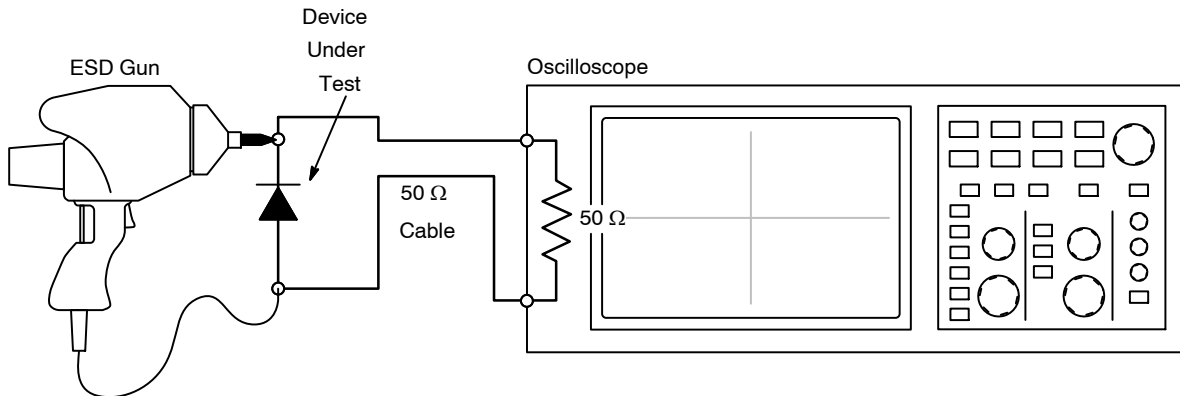 Device
Under
Test
ESD Gun
Oscilloscope
50 Ω
Cable
50 Ω